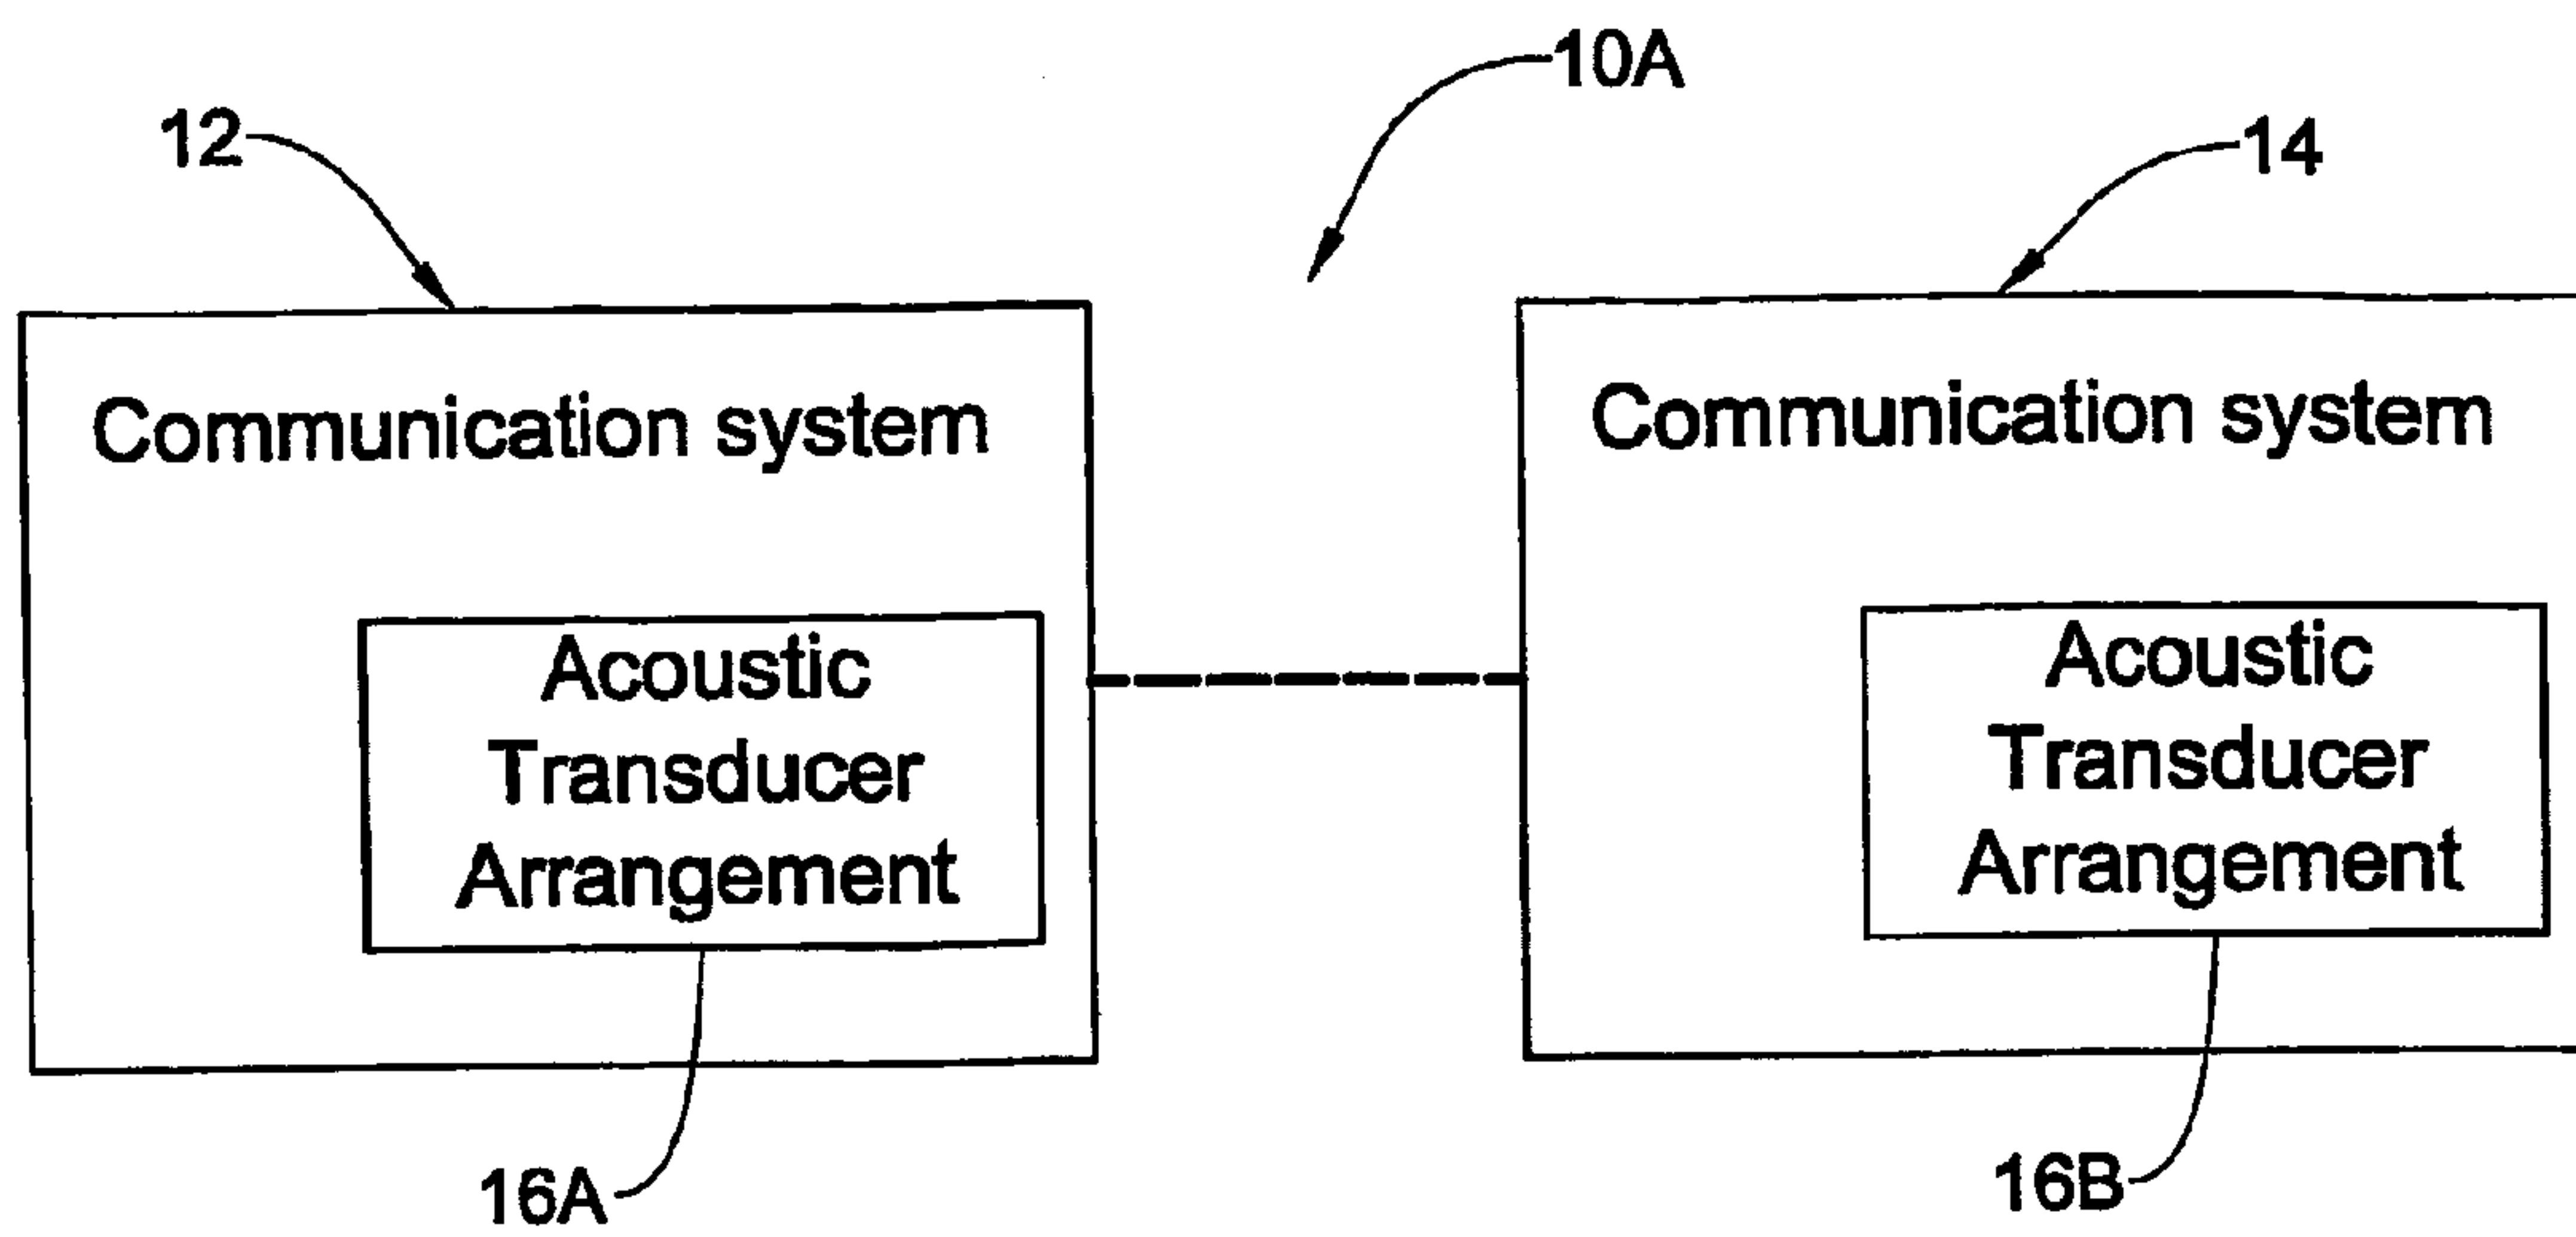 10A
12
14
Communication system
Communication system
Acoustic
Transducer
Arrangement
Acoustic
Transducer
Arrangement
16A
16B